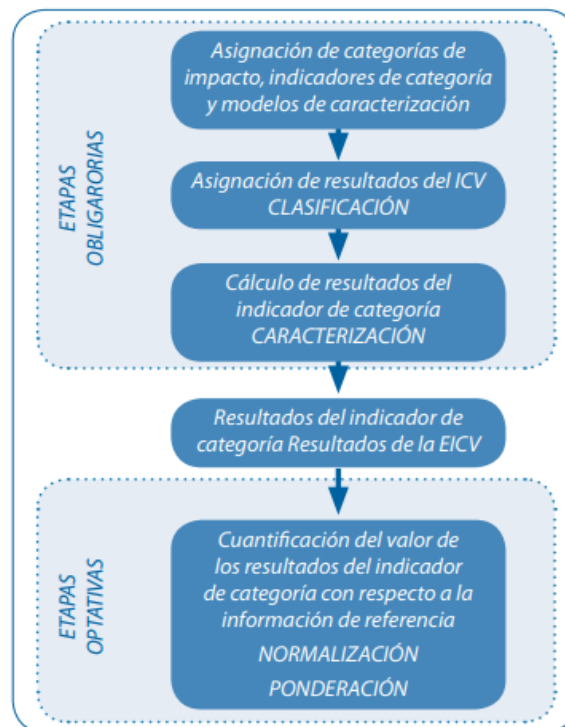 ETAPAS
OBLIGARORIAS
Asignación de categorías de
impacto, indicadores de categoría
y modelos de caracterización
Asignación de resultados del ICV
CLASIFICACIÓN
Cálculo de resultados del
indicador de categoría
CARACTERIZACIÓN
Resultados del indicador de
categoría Resultados de la EICV
ETAPAS
OPTATIVAS
Cuantificación del valor de
los resultados del indicador
de categoría con respecto a la
información de referencia
NORMALIZACIÓN
PONDERACIÓN